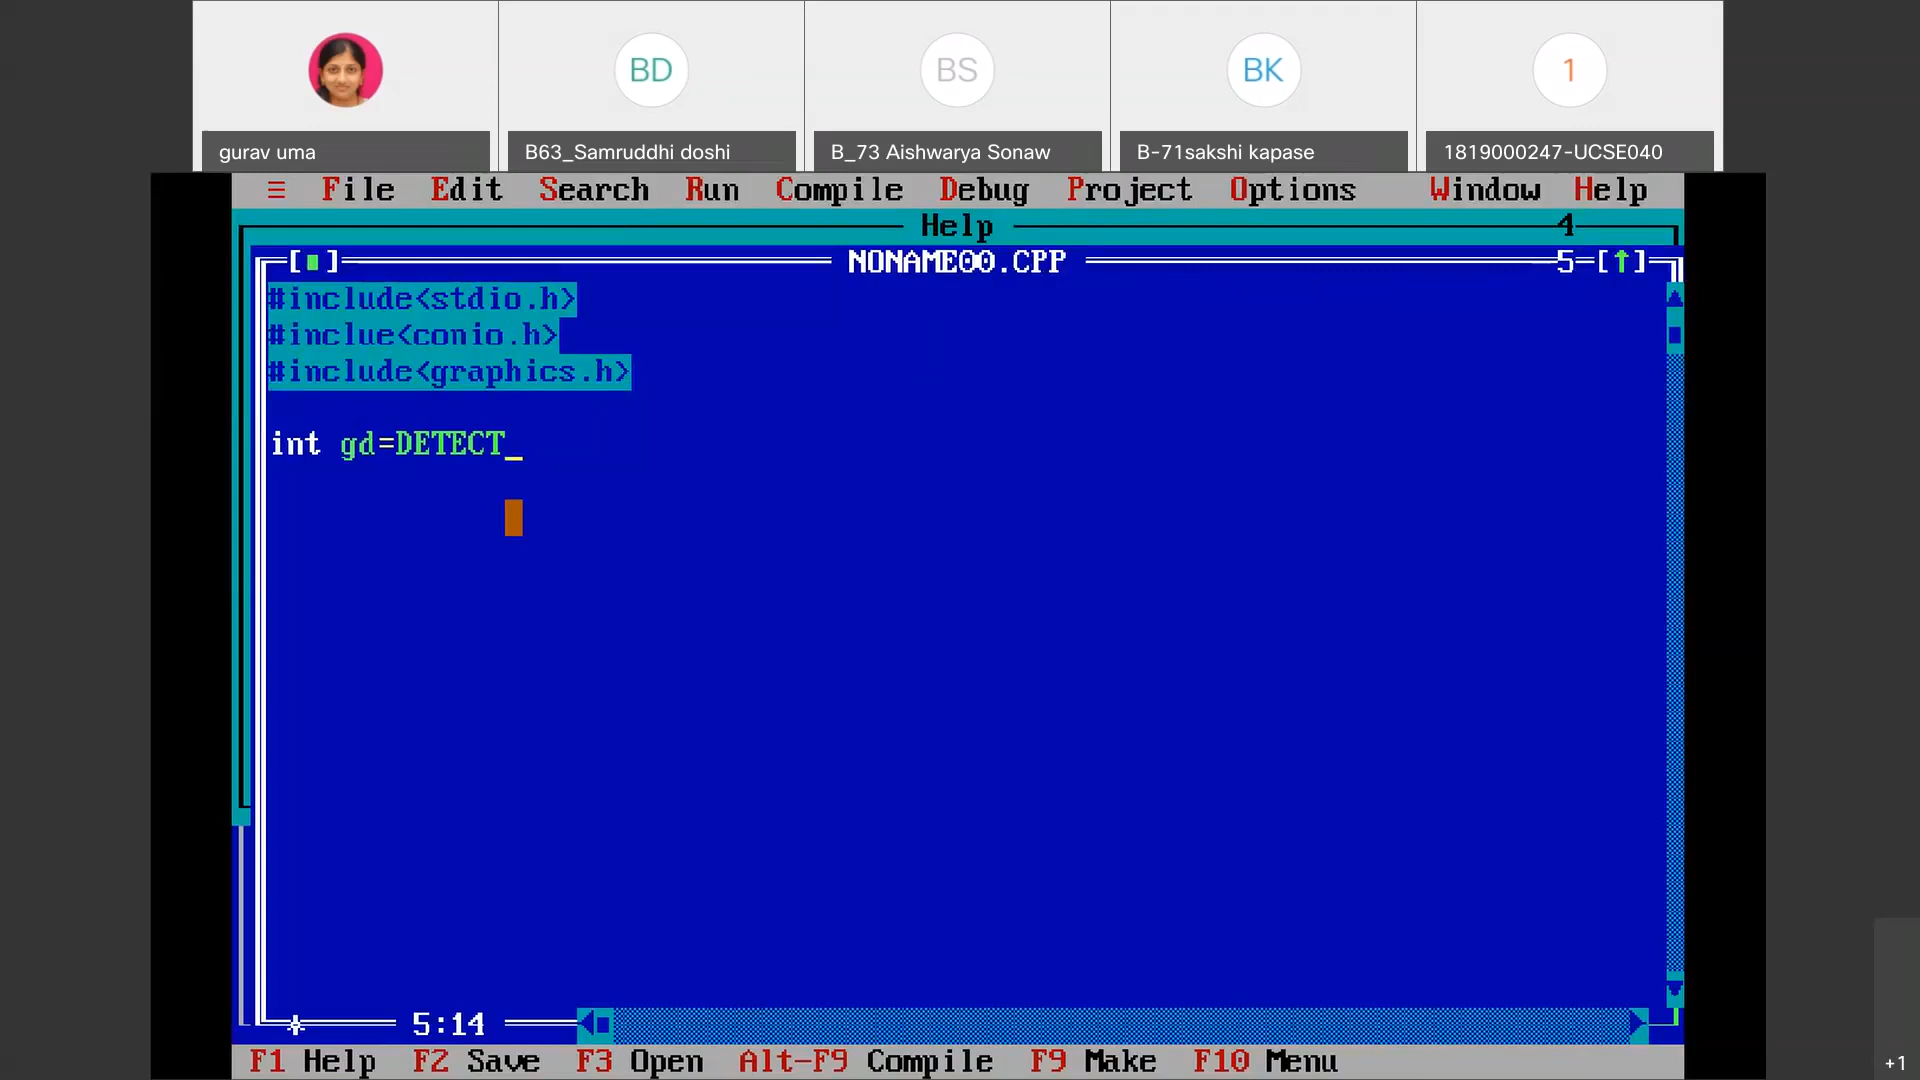 BD
BS
BK
1
gurav uma
B63_Samruddhi doshi
B_73 Aishwarya Sonaw
B-71sakshi kapase
1819000247-UCSE040
≡ File Edit Search Run Compile Debug Project Options Window Help
Help 4
[■] NONAME00.CPP 5=[↑]
#include<stdio.h>
#inclue<conio.h>
#include<graphics.h>
int gd=DETECT_
* 5:14
F1 Help F2 Save F3 Open Alt-F9 Compile F9 Make F10 Menu
+1